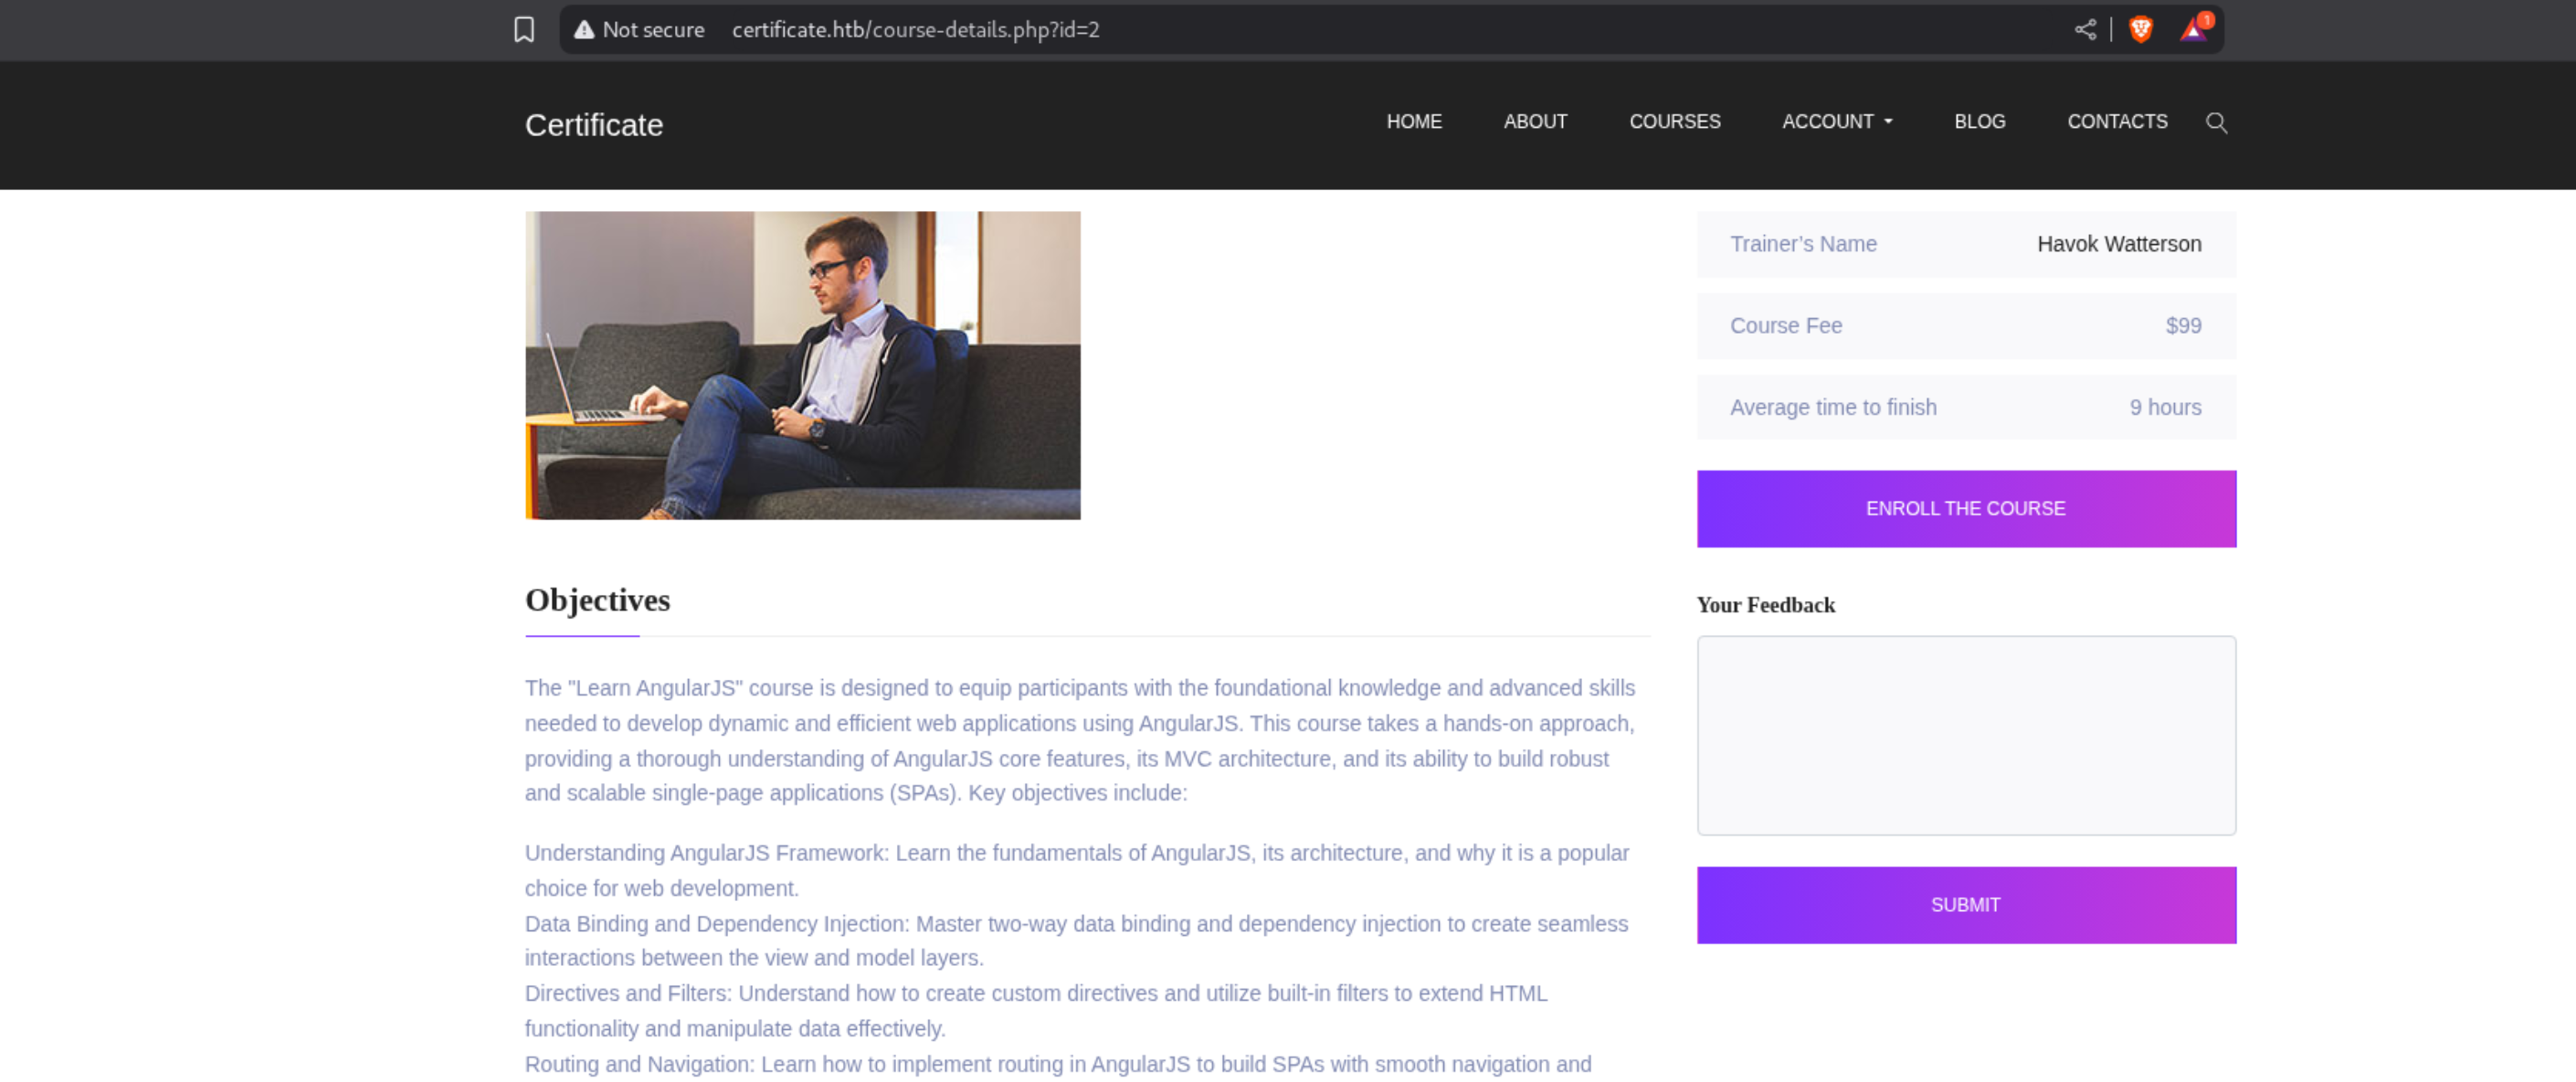 Not secure certificate.htb/course-details.php?id=2 1
Certificate HOME ABOUT COURSES ACCOUNT BLOG CONTACTS
Trainer’s Name Havok Watterson
Course Fee $99
Average time to finish 9 hours
ENROLL THE COURSE
Your Feedback
SUBMIT
Objectives
The "Learn AngularJS" course is designed to equip participants with the foundational knowledge and advanced skills
needed to develop dynamic and efficient web applications using AngularJS. This course takes a hands-on approach,
providing a thorough understanding of AngularJS core features, its MVC architecture, and its ability to build robust
and scalable single-page applications (SPAs). Key objectives include:
Understanding AngularJS Framework: Learn the fundamentals of AngularJS, its architecture, and why it is a popular
choice for web development.
Data Binding and Dependency Injection: Master two-way data binding and dependency injection to create seamless
interactions between the view and model layers.
Directives and Filters: Understand how to create custom directives and utilize built-in filters to extend HTML
functionality and manipulate data effectively.
Routing and Navigation: Learn how to implement routing in AngularJS to build SPAs with smooth navigation and